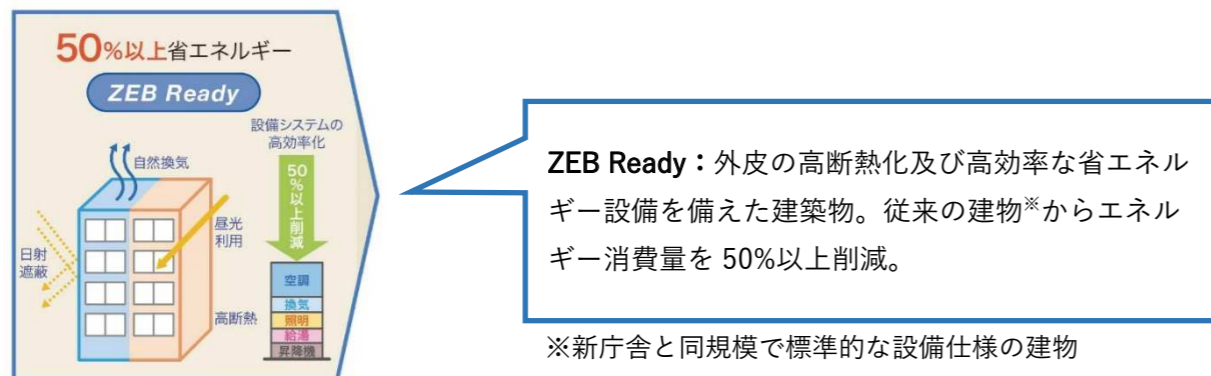 50%以上省エネルギー
ZEB Ready
設備システムの
高効率化
自然換気
50%以上削減
昼光
利用
日射
遮蔽
高断熱
空調
換気
照明
給湯
昇降機
ZEB Ready：外皮の高断熱化及び高効率な省エネル
ギー設備を備えた建築物。従来の建物※からエネル
ギー消費量を 50%以上削減。
※新庁舎と同規模で標準的な設備仕様の建物